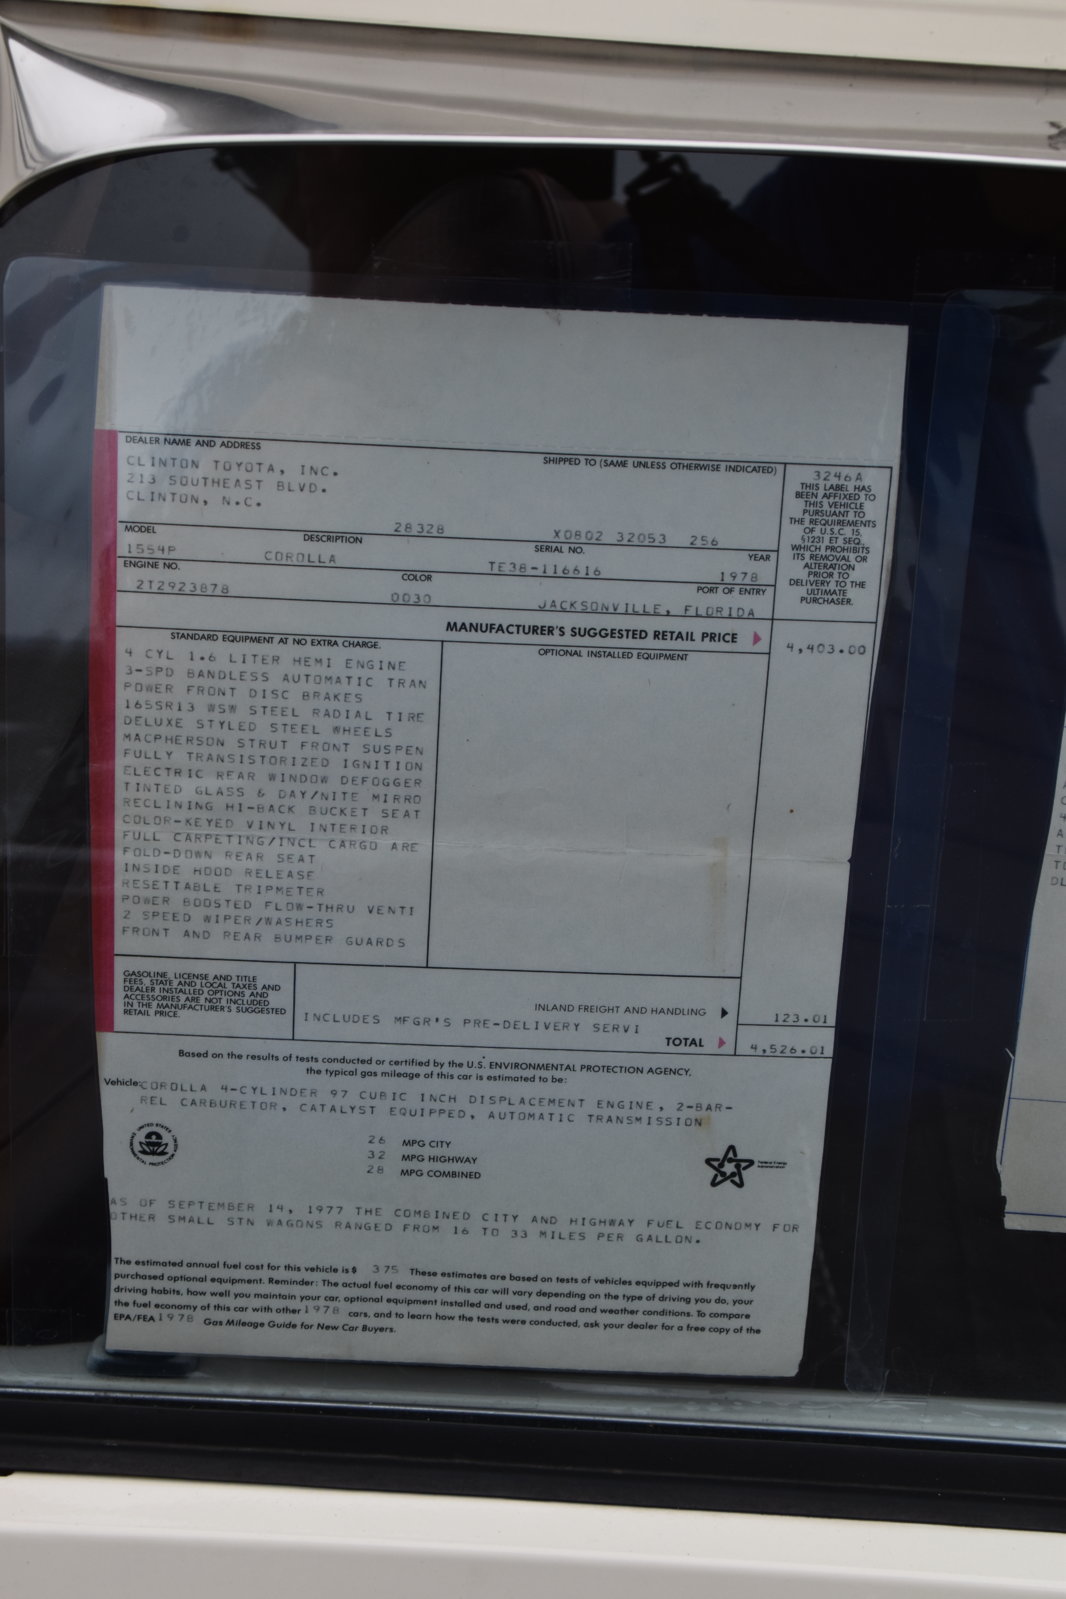 DEALER NAME AND ADDRESS
CLINTON TOYOTA, INC.
213 SOUTHEAST BLVD.
CLINTON, N.C.
SHIPPED TO (SAME UNLESS OTHERWISE INDICATED)
3246A
THIS LABEL HAS
BEEN AFFIXED TO
THIS VEHICLE
PURSUANT TO
THE REQUIREMENTS
OF U.S.C. 15,
§1231 ET SEQ.,
WHICH PROHIBITS
ITS REMOVAL OR
ALTERATION
PRIOR TO
DELIVERY TO THE
ULTIMATE
PURCHASER.
28328 X0802 32053 256
MODEL DESCRIPTION SERIAL NO. YEAR
1554P COROLLA TE38-116616 1978
ENGINE NO. COLOR PORT OF ENTRY
2T2923878 0030 JACKSONVILLE, FLORIDA
MANUFACTURER'S SUGGESTED RETAIL PRICE 4,403.00
STANDARD EQUIPMENT AT NO EXTRA CHARGE.
4 CYL 1.6 LITER HEMI ENGINE
3-SPD BANDLESS AUTOMATIC TRAN
POWER FRONT DISC BRAKES
165SR13 WSW STEEL RADIAL TIRE
DELUXE STYLED STEEL WHEELS
MACPHERSON STRUT FRONT SUSPEN
FULLY TRANSISTORIZED IGNITION
ELECTRIC REAR WINDOW DEFOGGER
TINTED GLASS & DAY/NITE MIRRO
RECLINING HI-BACK BUCKET SEAT
COLOR-KEYED VINYL INTERIOR
FULL CARPETING/INCL CARGO ARE
FOLD-DOWN REAR SEAT
INSIDE HOOD RELEASE
RESETTABLE TRIPMETER
POWER BOOSTED FLOW-THRU VENTI
2 SPEED WIPER/WASHERS
FRONT AND REAR BUMPER GUARDS
OPTIONAL INSTALLED EQUIPMENT
GASOLINE, LICENSE AND TITLE
FEES, STATE AND LOCAL TAXES AND
DEALER INSTALLED OPTIONS AND
ACCESSORIES ARE NOT INCLUDED
IN THE MANUFACTURER'S SUGGESTED
RETAIL PRICE.
INLAND FREIGHT AND HANDLING 123.01
INCLUDES MFGR'S PRE-DELIVERY SERVI
TOTAL 4,526.01
Based on the results of tests conducted or certified by the U.S. ENVIRONMENTAL PROTECTION AGENCY,
the typical gas mileage of this car is estimated to be:
Vehicle: COROLLA 4-CYLINDER 97 CUBIC INCH DISPLACEMENT ENGINE, 2-BAR-
REL CARBURETOR, CATALYST EQUIPPED, AUTOMATIC TRANSMISSION
26 MPG CITY
32 MPG HIGHWAY
28 MPG COMBINED
AS OF SEPTEMBER 14, 1977 THE COMBINED CITY AND HIGHWAY FUEL ECONOMY FOR
OTHER SMALL STN WAGONS RANGED FROM 16 TO 33 MILES PER GALLON.
The estimated annual fuel cost for this vehicle is $ 375 These estimates are based on tests of vehicles equipped with frequently
purchased optional equipment. Reminder: The actual fuel economy of this car will vary depending on the type of driving you do, your
driving habits, how well you maintain your car, optional equipment installed and used, and road and weather conditions. To compare
the fuel economy of this car with other 1978 cars, and to learn how the tests were conducted, ask your dealer for a free copy of the
EPA/FEA 1978 Gas Mileage Guide for New Car Buyers.